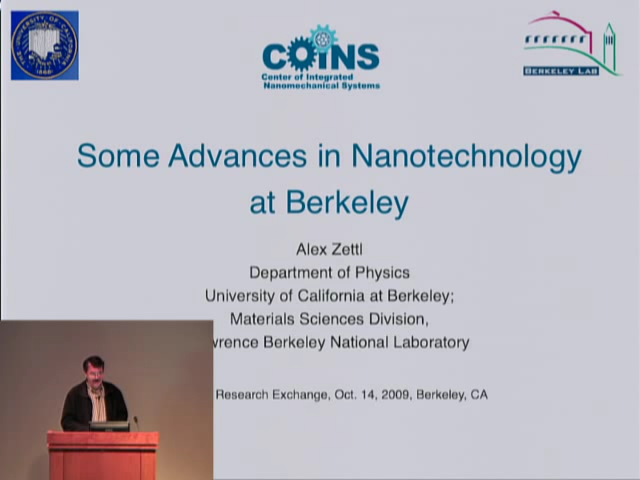 COINS
Center of Integrated
Nanomechanical Systems
BERKELEY LAB
Some Advances in Nanotechnology
at Berkeley
Alex Zettl
Department of Physics
University of California at Berkeley;
Materials Sciences Division,
wrence Berkeley National Laboratory
Research Exchange, Oct. 14, 2009, Berkeley, CA